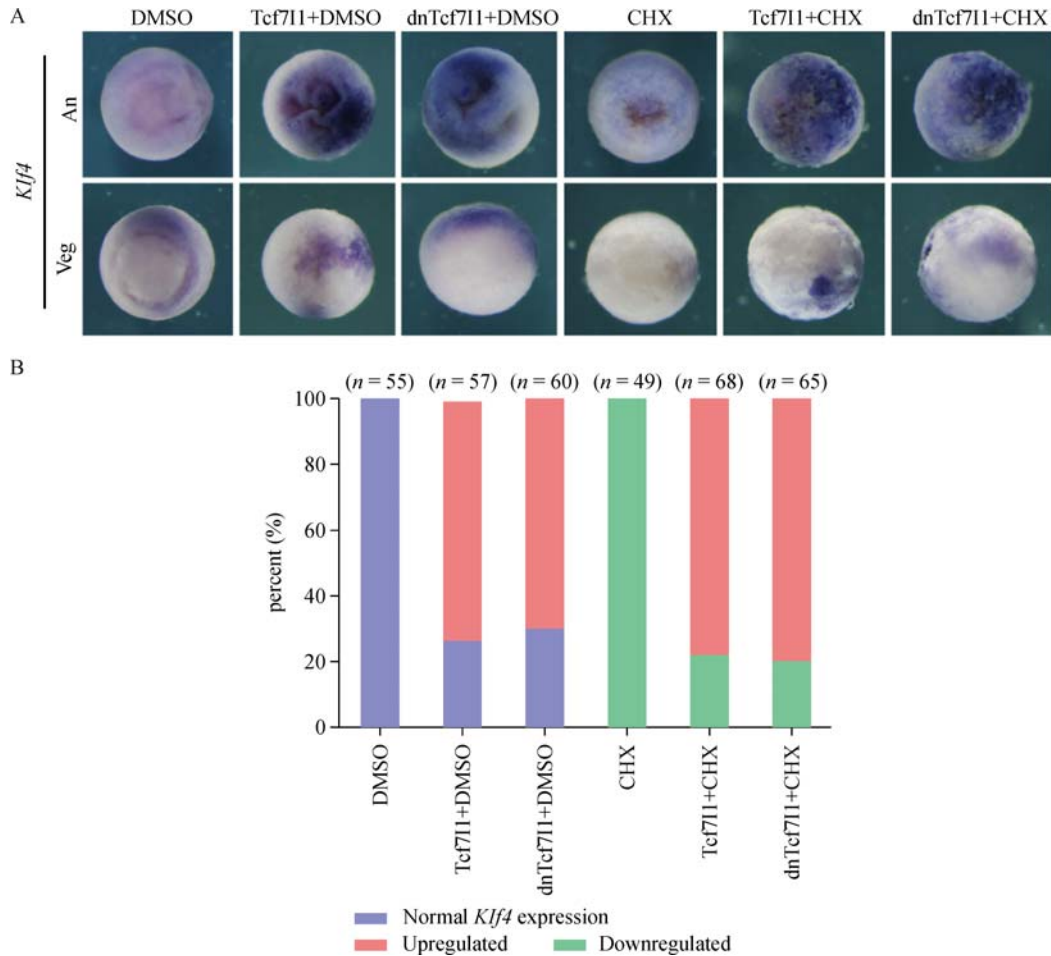 A
DMSO Tcf7l1+DMSO dnTcf7l1+DMSO CHX Tcf7l1+CHX dnTcf7l1+CHX
Klf4
An
Veg
B
(n = 55) (n = 57) (n = 60) (n = 49) (n = 68) (n = 65)
percent (%)
100
80
60
40
20
0
DMSO
Tcf7l1+DMSO
dnTcf7l1+DMSO
CHX
Tcf7l1+CHX
dnTcf7l1+CHX
Normal Klf4 expression
Upregulated Downregulated